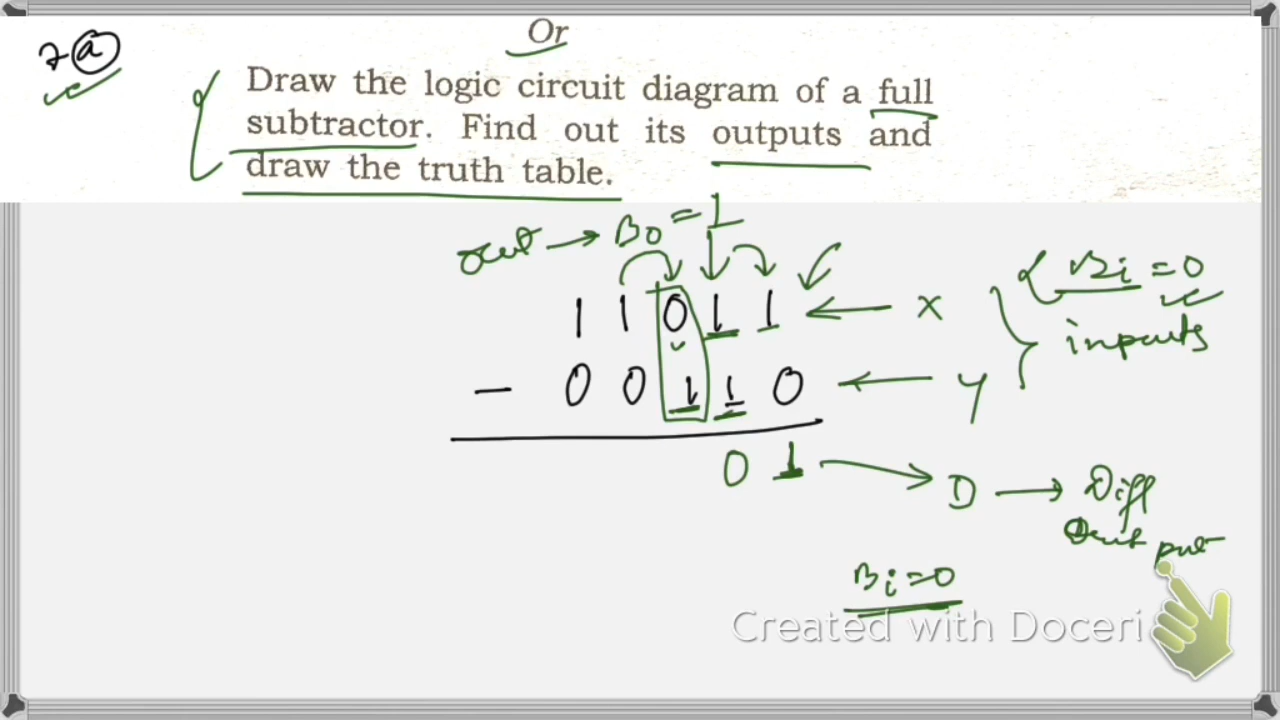 Or
7 a
Draw the logic circuit diagram of a full
subtractor. Find out its outputs and
draw the truth table.
out → B0 = 1
1 1 0 1 1 ← x
Bi = 0
inputs
− 0 0 1 1 0 ← y
0 1 → D → Diff
Output
Bi = 0
Created with Doceri